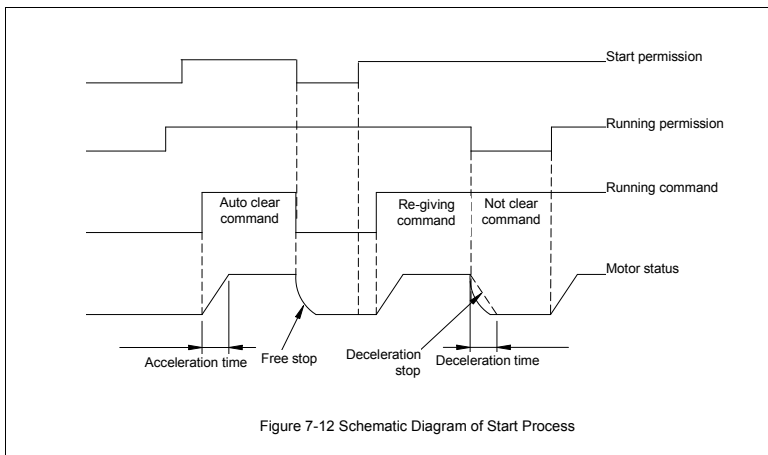 Start permission
Running permission
Running command
Auto clear
command
Re-giving
command
Not clear
command
Motor status
Acceleration time
Free stop
Deceleration
stop
Deceleration time
Figure 7-12 Schematic Diagram of Start Process